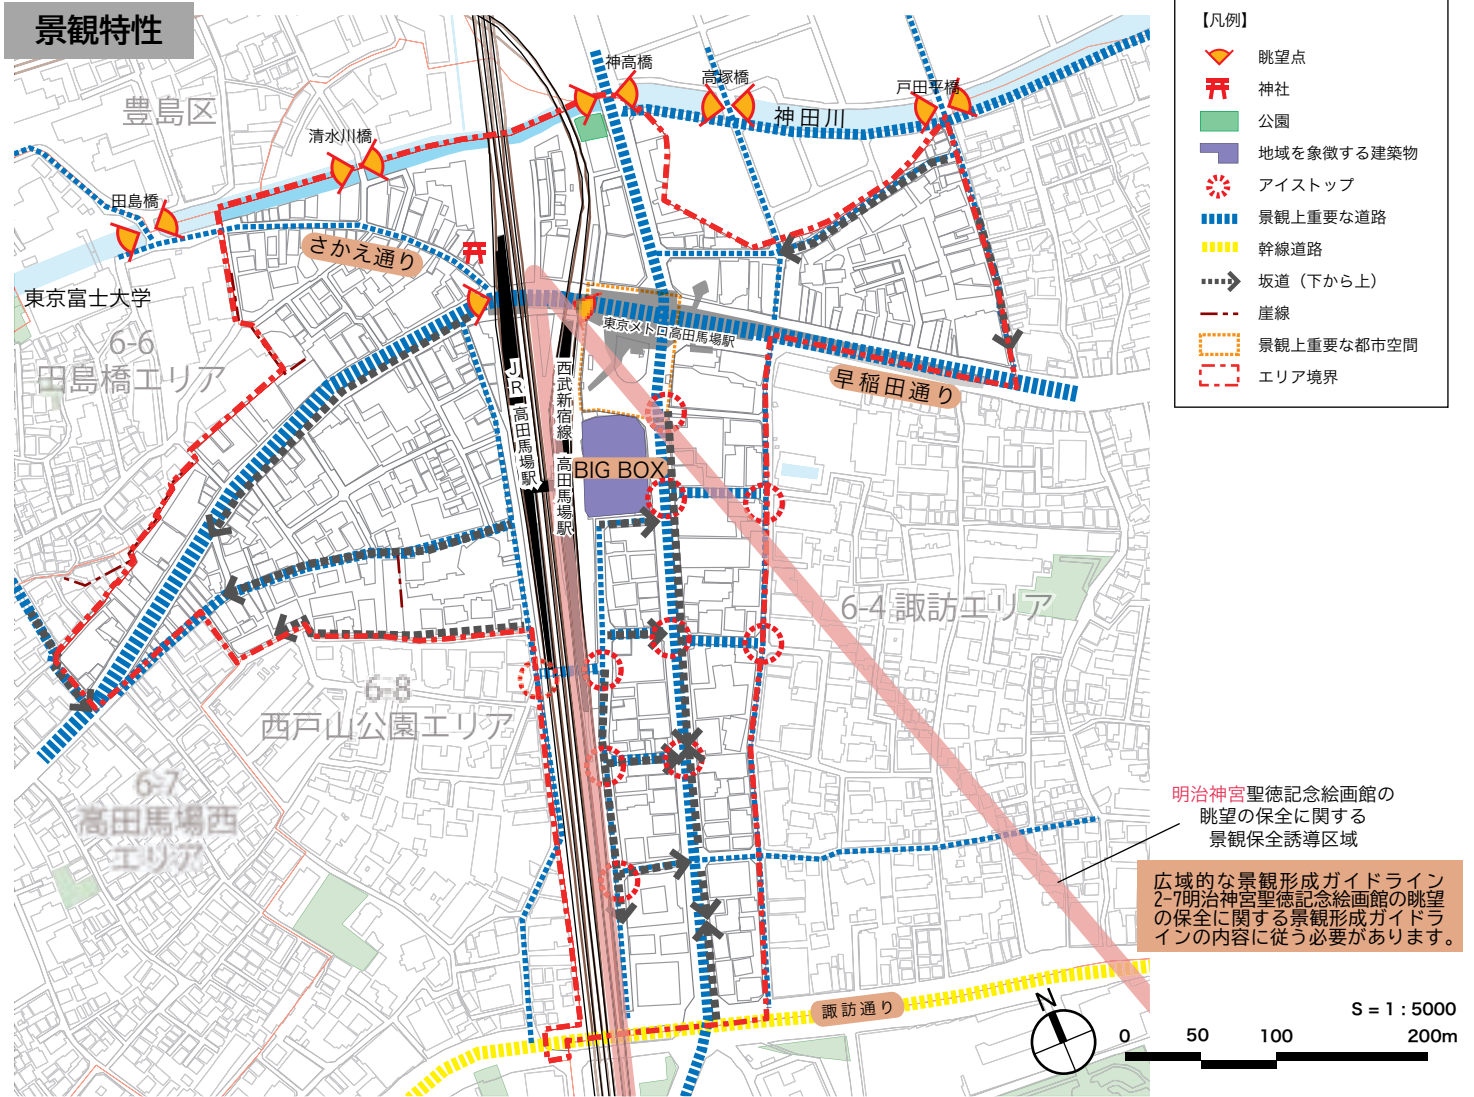 景観特性
【凡例】
眺望点
神社
公園
地域を象徴する建築物
アイストップ
景観上重要な道路
幹線道路
坂道（下から上）
崖線
景観上重要な都市空間
エリア境界
神高橋
高塚橋
戸田平橋
神田川
豊島区
清水川橋
田島橋
さかえ通り
東京富士大学
6-6
田島橋エリア
東京メトロ高田馬場駅
早稲田通り
JR 高田馬場駅
西武新宿線 高田馬場駅
BIG BOX
6-4 諏訪エリア
6-8
西戸山公園エリア
6-7
高田馬場西
エリア
明治神宮聖徳記念絵画館の
眺望の保全に関する
景観保全誘導区域
広域的な景観形成ガイドライン
2-7明治神宮聖徳記念絵画館の眺望
の保全に関する景観形成ガイドラ
インの内容に従う必要があります。
諏訪通り
N
S = 1 : 5000
0 50 100 200m